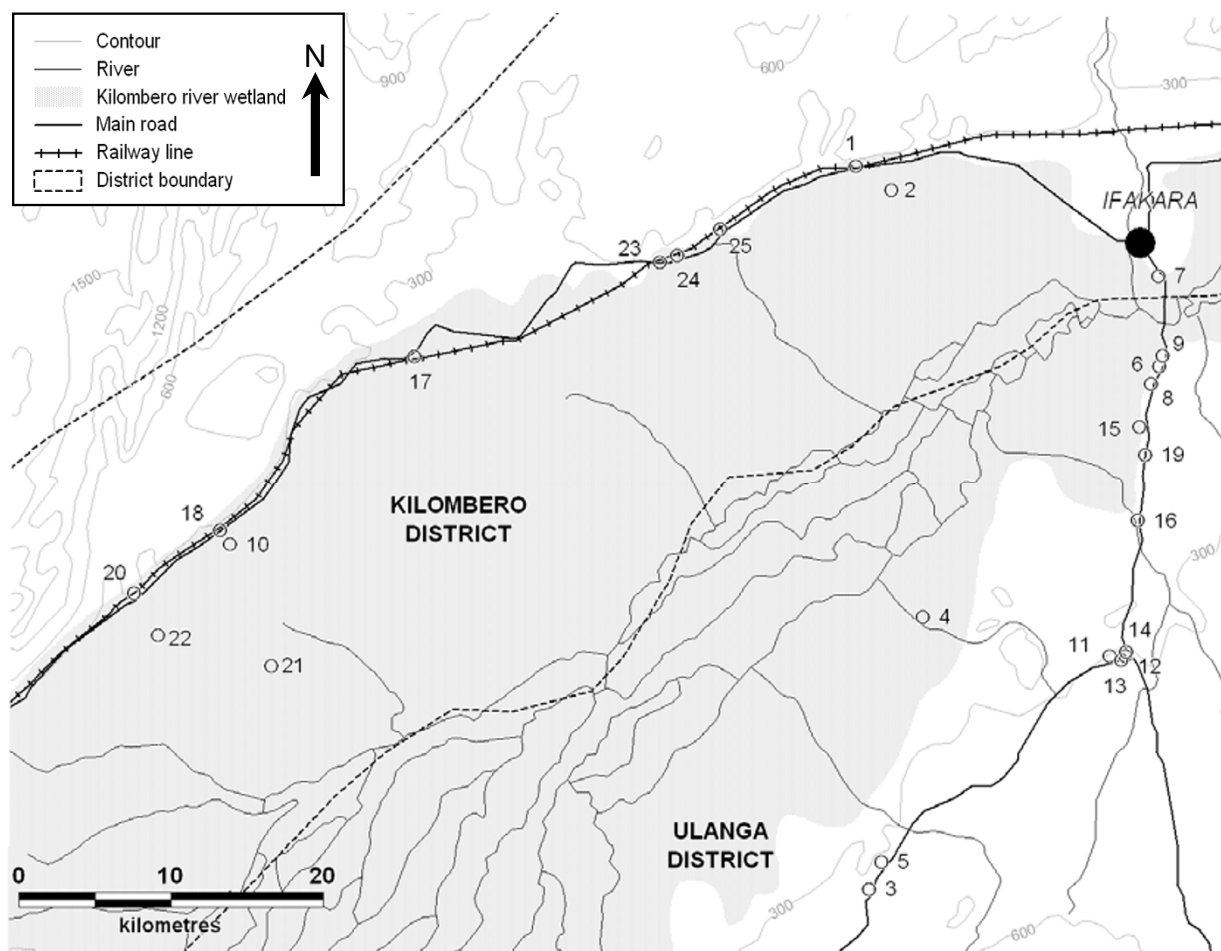 Contour
River
Kilombero river wetland
Main road
Railway line
District boundary
N
900
600
300
1
2
IFAKARA
23
24
25
7
1500
1200
600
300
17
9
6
8
15
19
KILOMBERO
DISTRICT
18
10
16
300
20
22
21
4
14
11
12
13
ULANGA
DISTRICT
5
3
300
600
0 10 20
kilometres